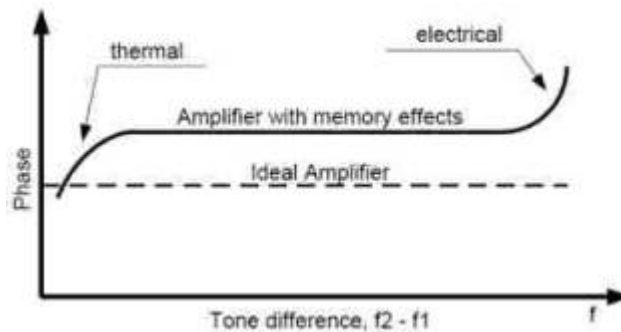 thermal
electrical
Amplifier with memory effects
Ideal Amplifier
Phase
Tone difference, f2 - f1
f